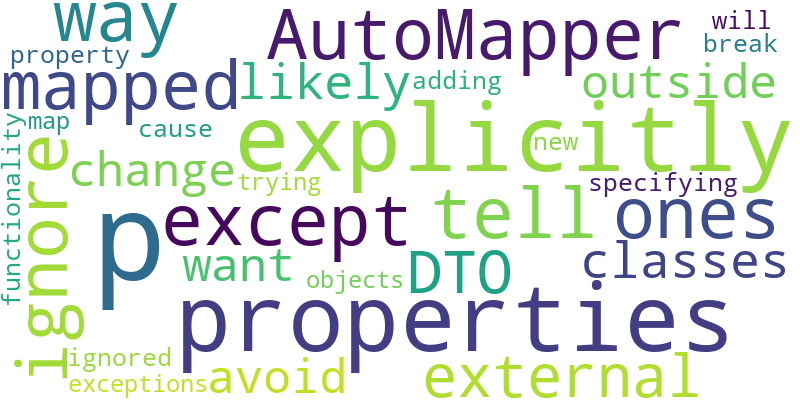 way
AutoMapper
will
break
property
mapped
likely
adding
outside
functionality
map
cause
explicitly
new
ignore
change
trying
specifying
p
except
tell
ones
want
objects
DTO
classes
properties
ignored
exceptions
avoid
external